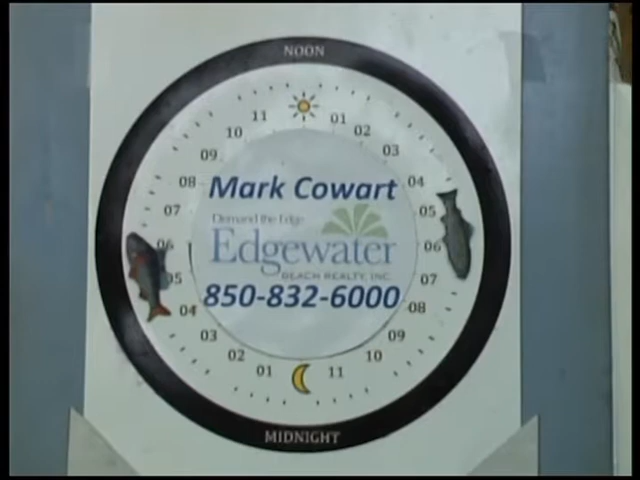 NOON
11 01
10 02
09 03
08 04
07 05
06 06
05 07
04 08
03 09
02 10
01 11
MIDNIGHT
Mark Cowart
Demand the Edge
Edgewater
BEACH REALTY, INC.
850-832-6000